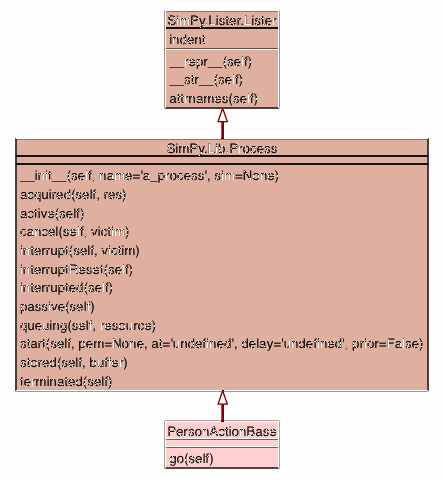 SimPy.Lister.Lister
indent
__repr__(self)
__str__(self)
attrnames(self)
SimPy.Lib.Process
__init__(self, name='a_process', sim=None)
acquired(self, res)
active(self)
cancel(self, victim)
interrupt(self, victim)
interruptReset(self)
interrupted(self)
passive(self)
queuing(self, resource)
start(self, pem=None, at='undefined', delay='undefined', prior=False)
stored(self, buffer)
terminated(self)
PersonActionBase
go(self)